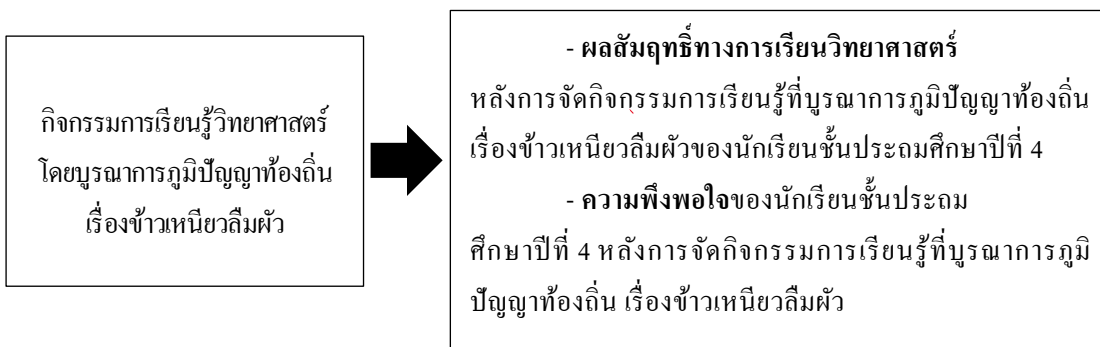 กิจกรรมการเรียนรู้วิทยาศาสตร์
โดยบูรณาการภูมิปัญญาท้องถิ่น
เรื่องข้าวเหนียวลืมผัว
- ผลสัมฤทธิ์ทางการเรียนวิทยาศาสตร์
หลังการจัดกิจกรรมการเรียนรู้ที่บูรณาการภูมิปัญญาท้องถิ่น
เรื่องข้าวเหนียวลืมผัวของนักเรียนชั้นประถมศึกษาปีที่ 4
- ความพึงพอใจของนักเรียนชั้นประถม
ศึกษาปีที่ 4 หลังการจัดกิจกรรมการเรียนรู้ที่บูรณาการภูมิ
ปัญญาท้องถิ่น เรื่องข้าวเหนียวลืมผัว